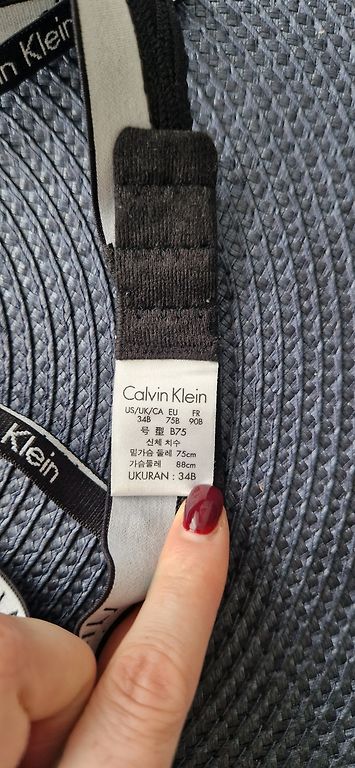 n Klein
Calvin Klein
US/UK/CA EU FR
34B 75B 90B
号 型 B75
신체 치수
밑가슴 둘레 75cm
가슴둘레 88cm
UKURAN : 34B
Klein